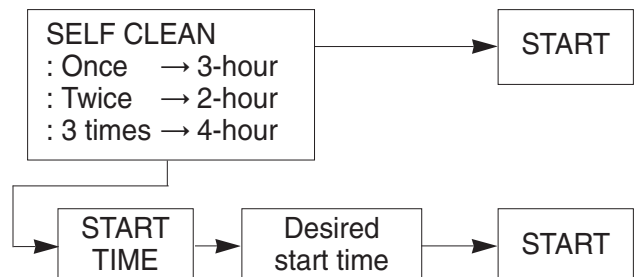 SELF CLEAN
: Once → 3-hour
: Twice → 2-hour
: 3 times → 4-hour
START
START
TIME
Desired
start time
START